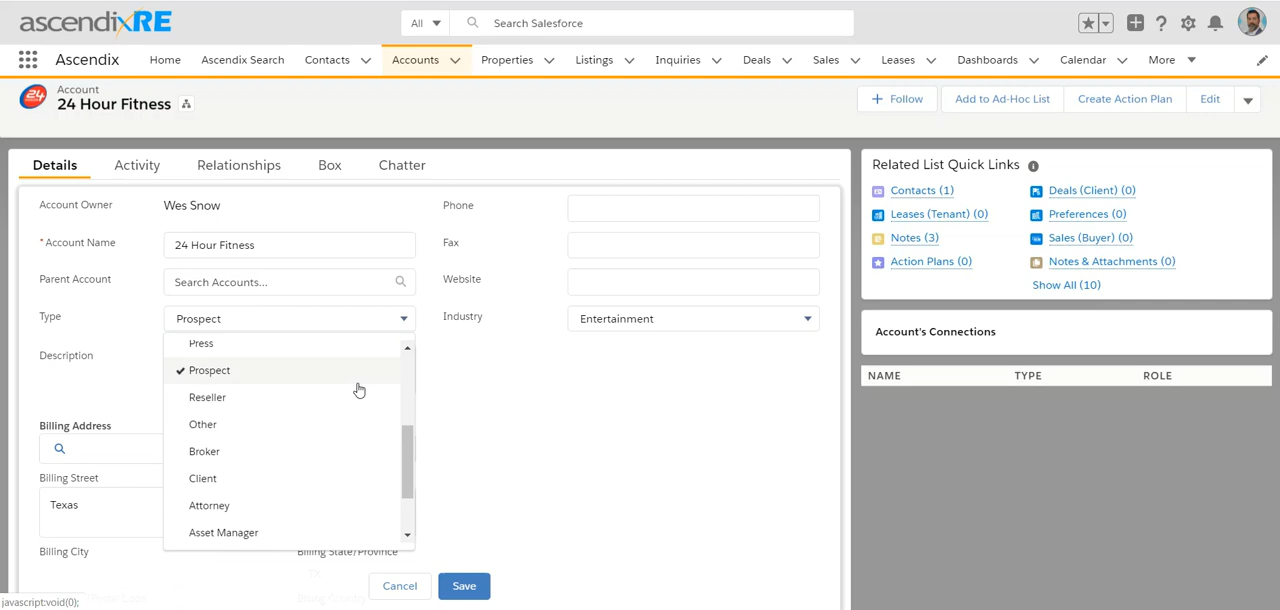 ascendixRE
All
Search Salesforce
Ascendix
Home
Ascendix Search
Contacts
Accounts
Properties
Listings
Inquiries
Deals
Sales
Leases
Dashboards
Calendar
More
24
Account
24 Hour Fitness
Follow
Add to Ad-Hoc List
Create Action Plan
Edit
Details
Activity
Relationships
Box
Chatter
Account Owner
Wes Snow
Phone
*Account Name
24 Hour Fitness
Fax
Parent Account
Search Accounts...
Website
Type
Prospect
Industry
Entertainment
Description
Press
Prospect
Reseller
Other
Broker
Client
Attorney
Asset Manager
Billing Address
Billing Street
Texas
Billing City
Billing State/Province
Cancel
Save
javascript:void(0);
Related List Quick Links
Contacts (1)
Deals (Client) (0)
Leases (Tenant) (0)
Preferences (0)
Notes (3)
Sales (Buyer) (0)
Action Plans (0)
Notes & Attachments (0)
Show All (10)
Account's Connections
NAME
TYPE
ROLE